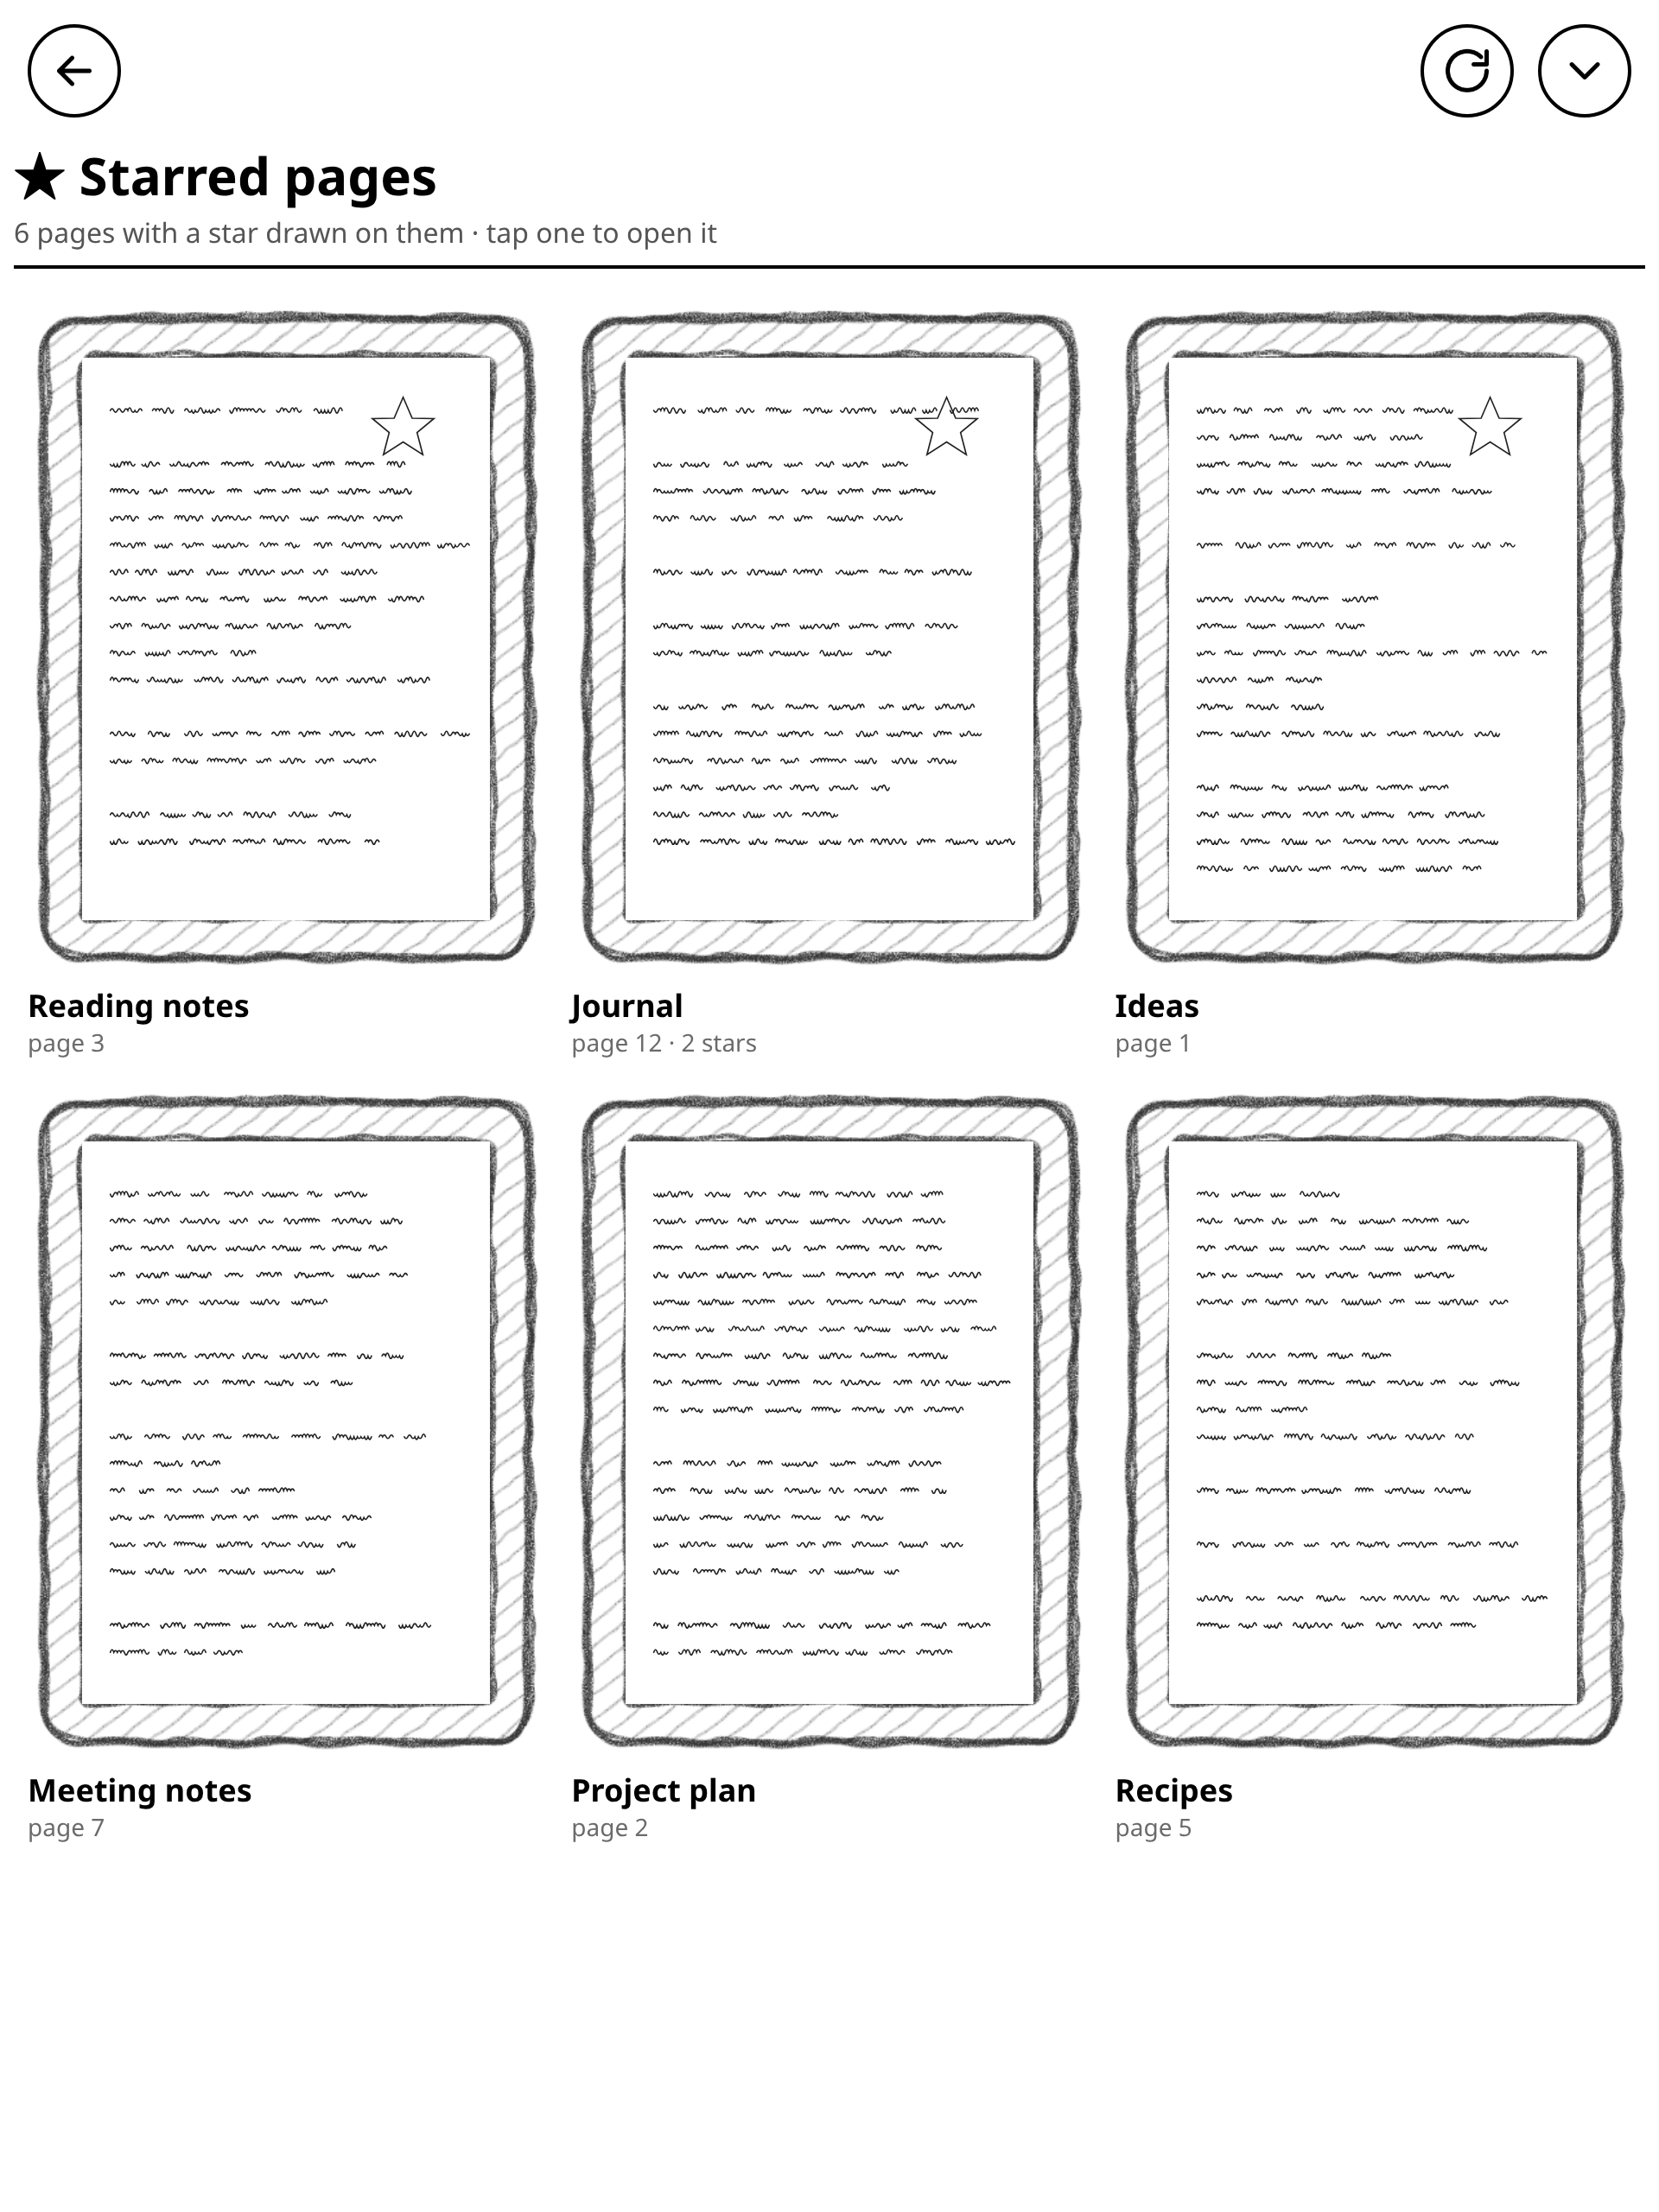 ★ Starred pages
6 pages with a star drawn on them · tap one to open it
Reading notes
page 3
Journal
page 12 · 2 stars
Ideas
page 1
Meeting notes
page 7
Project plan
page 2
Recipes
page 5